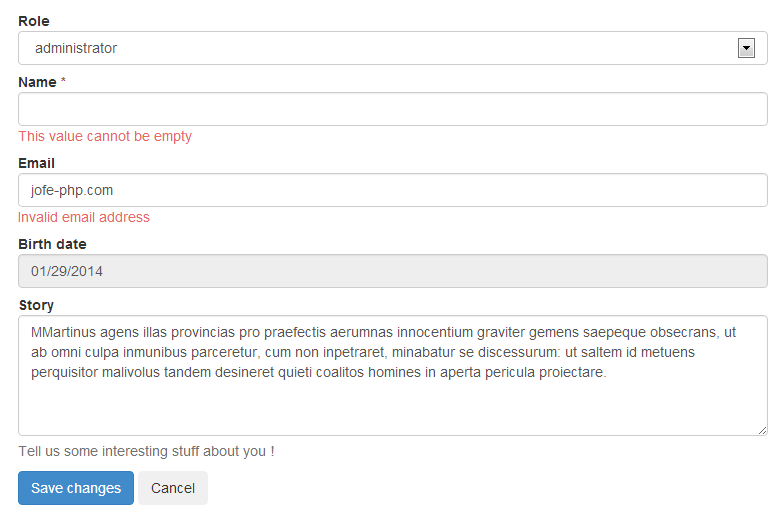 Role
administrator
Name *
This value cannot be empty
Email
jofe-php.com
Invalid email address
Birth date
01/29/2014
Story
MMartinus agens illas provincias pro praefectis aerumnas innocentium graviter gemens saepeque obsecrans, ut
ab omni culpa inmunibus parceretur, cum non inpetraret, minabatur se discessurum: ut saltem id metuens
perquisitor malivolus tandem desineret quieti coalitos homines in aperta pericula proiectare.
Tell us some interesting stuff about you !
Save changes Cancel